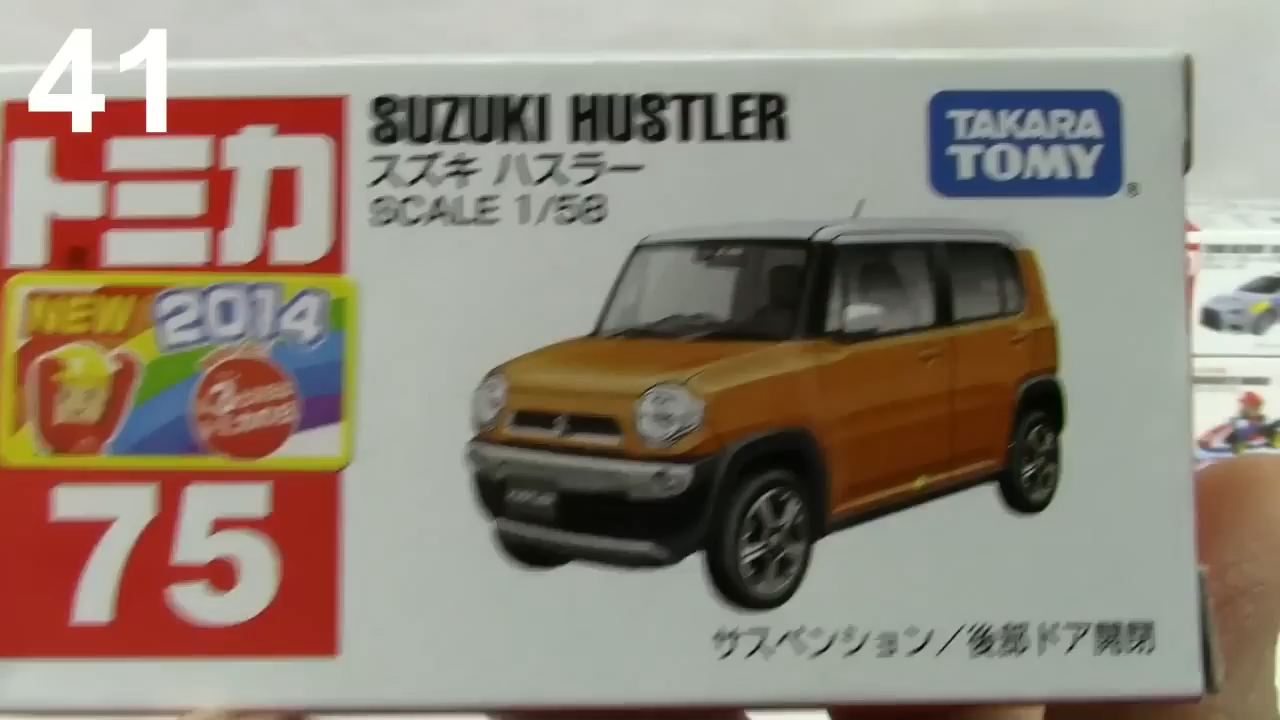 41
トミカ
SUZUKI HUSTLER
スズキ ハスラー
SCALE 1/58
TAKARA
TOMY
®
NEW 2014
75
サスペンション/後部ドア開閉